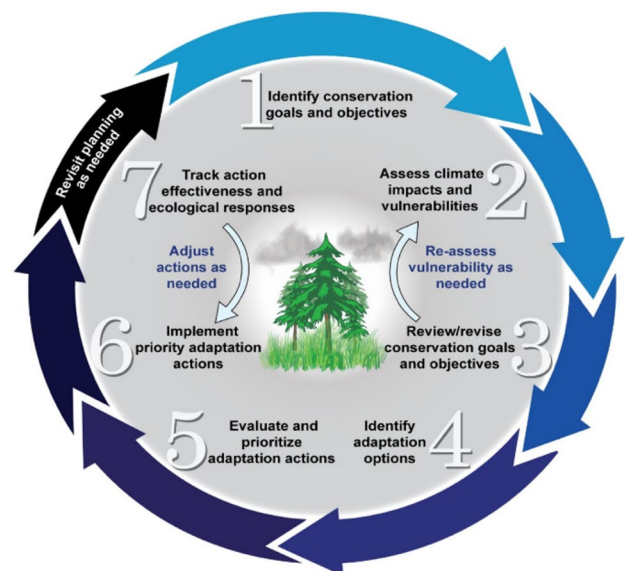 1
Identify conservation
goals and objectives
2
Assess climate
impacts and
vulnerabilities
Re-assess
vulnerability as
needed
3
Review/revise
conservation goals
and objectives
4
Identify
adaptation
options
5
Evaluate and
prioritize
adaptation actions
6
Implement
priority adaptation
actions
Adjust
actions as
needed
7
Track action
effectiveness and
ecological responses
Revisit planning
as needed